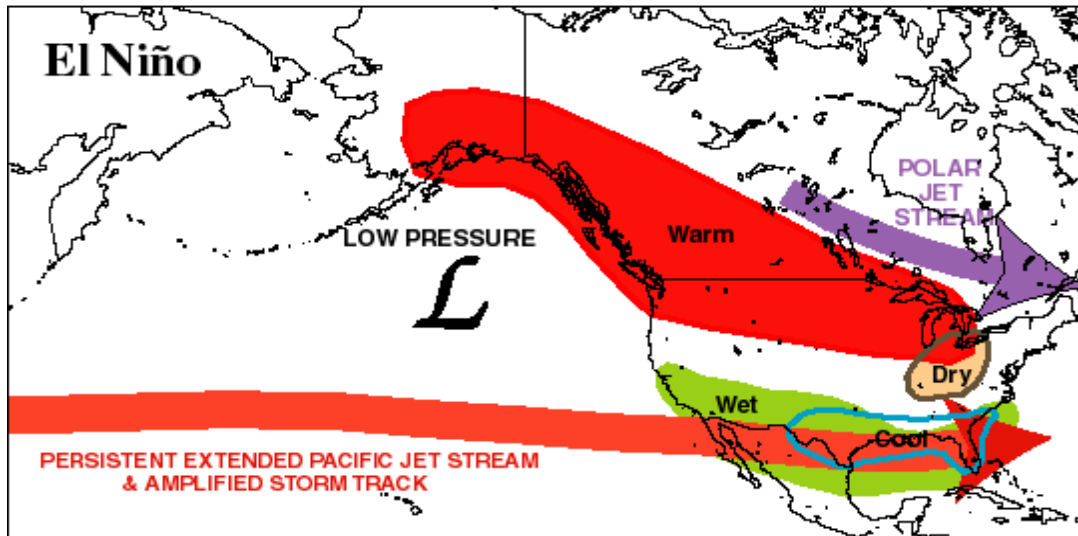 El Niño
POLAR
JET
STREAM
LOW PRESSURE
Warm
L
Dry
Wet
Cool
PERSISTENT EXTENDED PACIFIC JET STREAM
& AMPLIFIED STORM TRACK